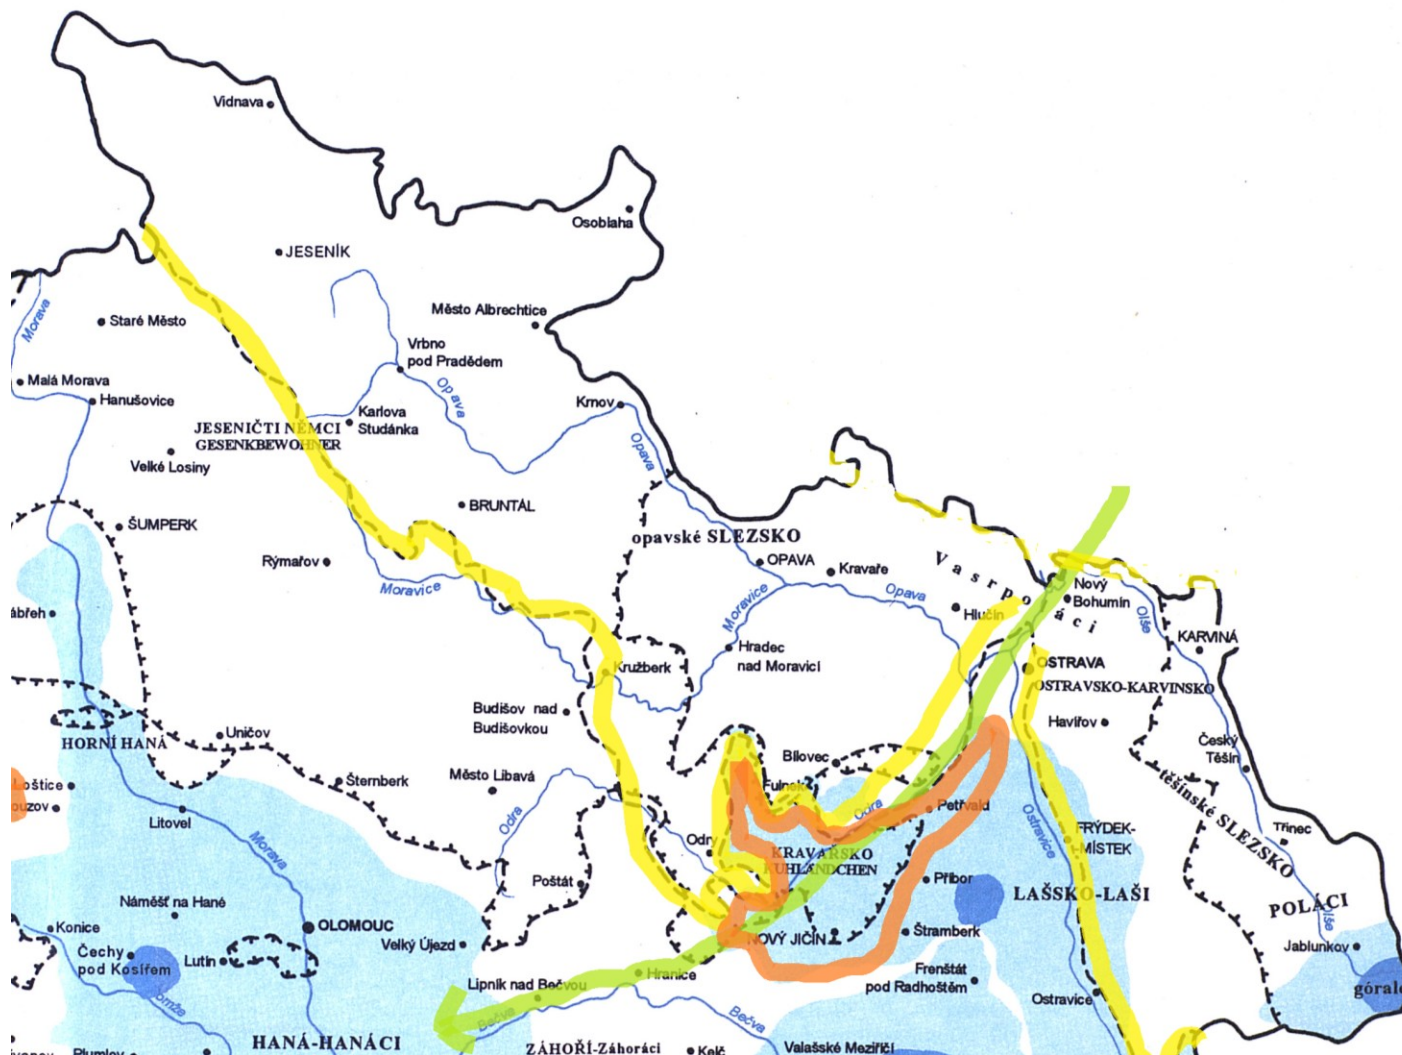 Vidnava
Osoblaha
JESENÍK
Město Albrechtice
Morava
Staré Město
Vrbno
pod Pradědem
Opava
Malá Morava
Hanušovice
Krnov
Karlova
Studánka
JESENIČTI NĚMCI
GESENKBEWOHNER
Opava
Velké Losiny
BRUNTÁL
ŠUMPERK
opavské SLEZSKO
Rýmařov
OPAVA
Kravaře
Vasrpoláci
Nový
Bohumín
Moravice
Moravice
Opava
Hlučín
Olše
KARVINÁ
Hradec
nad Moravicí
Kružberk
OSTRAVA
OSTRAVSKO-KARVINSKO
Budišov nad
Budišovkou
Havířov
HORNÍ HANÁ
Uničov
Český
Těšín
Bílovec
Šternberk
Město Libavá
Fulnek
Loštice
těšínské SLEZSKO
Litovel
Odra
Odra
Petřvald
Ostravice
Třinec
Morava
FRÝDEK-
-MÍSTEK
Odry
KRAVAŘSKO
KUHLÄNDCHEN
Poštát
Příbor
LAŠSKO-LAŠI
Náměšť na Hané
POLÁCI
Olše
Konice
OLOMOUC
NOVÝ JIČÍN
Štramberk
Čechy
pod Kosířem
Lutín
Velký Újezd
Jablunkov
Hranice
Frenštát
pod Radhoštěm
Lipník nad Bečvou
Ostravice
Bečva
Bečva
HANÁ-HANÁCI
ZÁHOŘÍ-Záhoráci
Kelč
Valašské Meziříčí